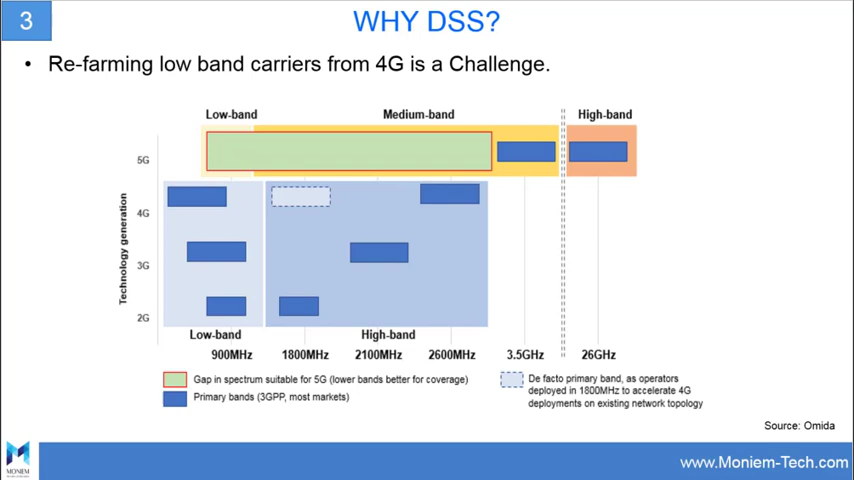 3
WHY DSS?
• Re-farming low band carriers from 4G is a Challenge.
Low-band
Medium-band
High-band
5G
4G
3G
2G
Technology generation
Low-band
High-band
900MHz
1800MHz
2100MHz
2600MHz
3.5GHz
26GHz
Gap in spectrum suitable for 5G (lower bands better for coverage)
Primary bands (3GPP, most markets)
De facto primary band, as operators
deployed in 1800MHz to accelerate 4G
deployments on existing network topology
Source: Omida
MONIEM
www.Moniem-Tech.com